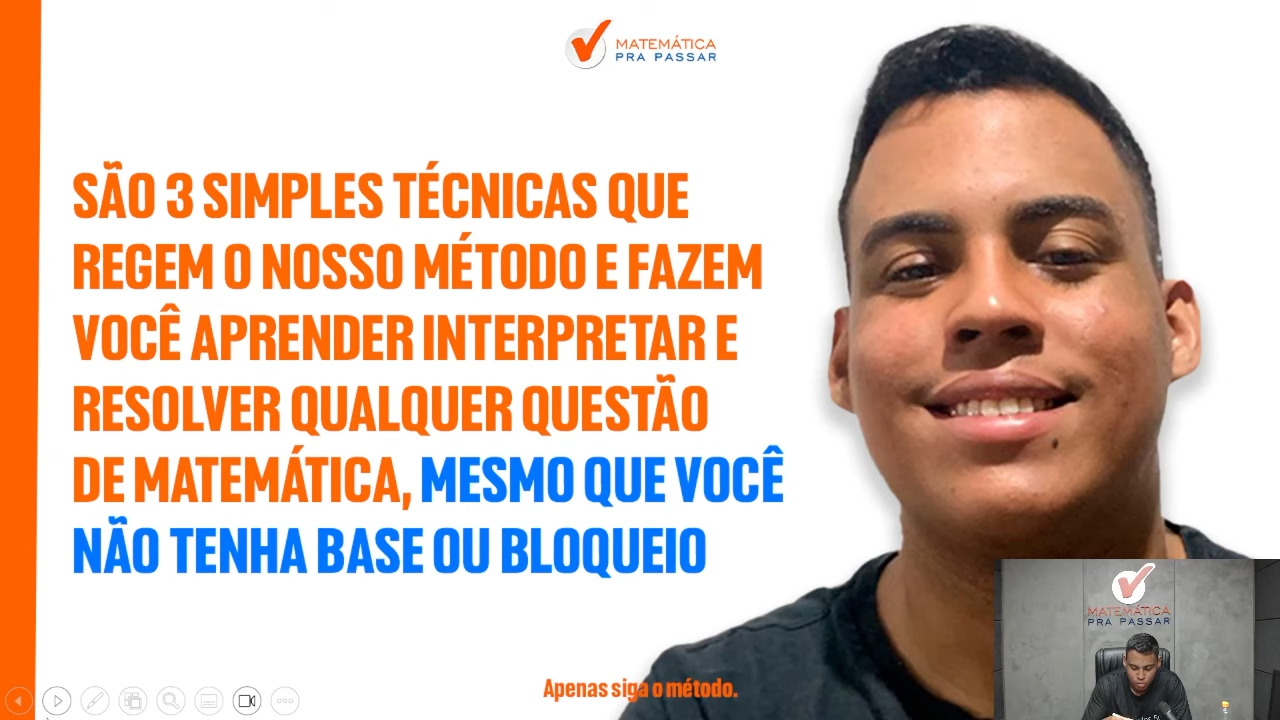 MATEMÁTICA
PRA PASSAR
SÃO 3 SIMPLES TÉCNICAS QUE
REGEM O NOSSO MÉTODO E FAZEM
VOCÊ APRENDER INTERPRETAR E
RESOLVER QUALQUER QUESTÃO
DE MATEMÁTICA, MESMO QUE VOCÊ
NÃO TENHA BASE OU BLOQUEIO
Apenas siga o método.
MATEMÁTICA
PRA PASSAR